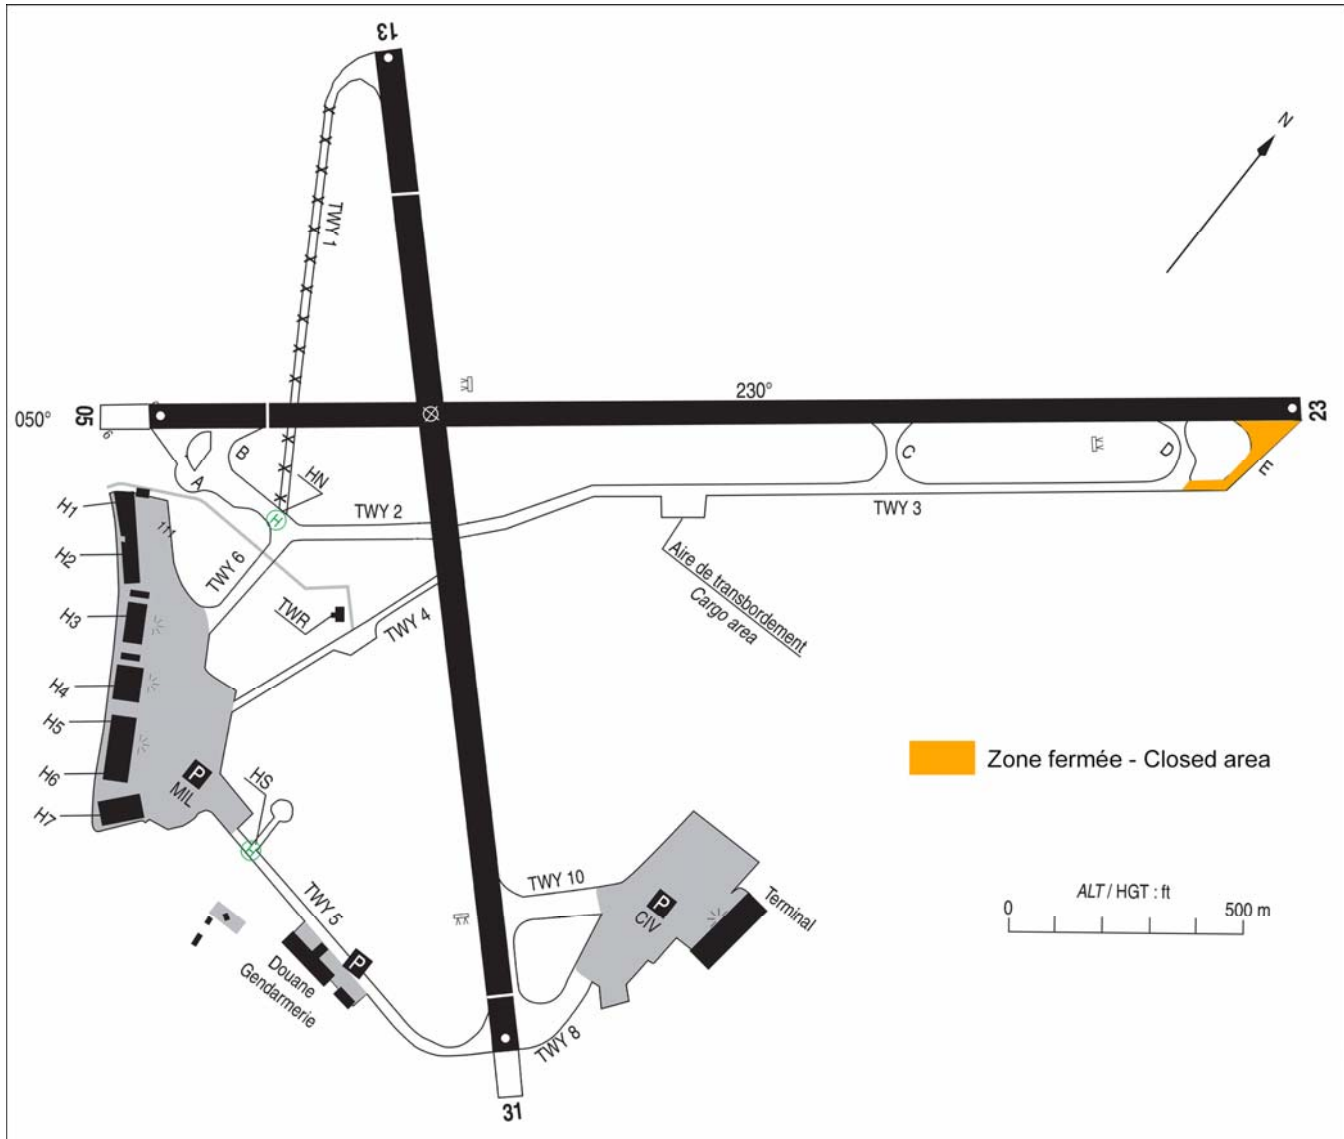 13
N
TWY 1
230°
050°
05
23
6
B
HN
A
C
D
E
H1
111
TWY 2
TWY 3
H
H2
TWY 6
Aire de transbordement
Cargo area
H3
TWR
TWY 4
H4
H5
Zone fermée - Closed area
H6
P
MIL
HS
H7
H
TWY 10
ALT / HGT : ft
P
CIV
Terminal
0
500 m
TWY 5
P
Douane
Gendarmerie
TWY 8
31